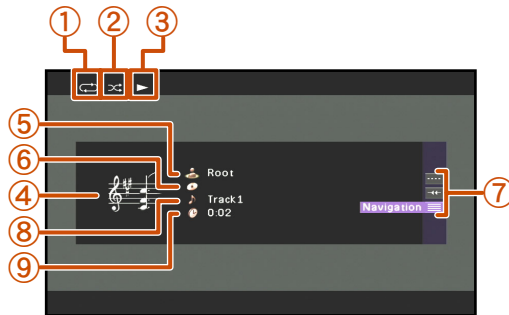 ① ② ③
⑤ Root
⑥
④ ⑧ Track1 ⑦
Navigation
⑨ 0:02